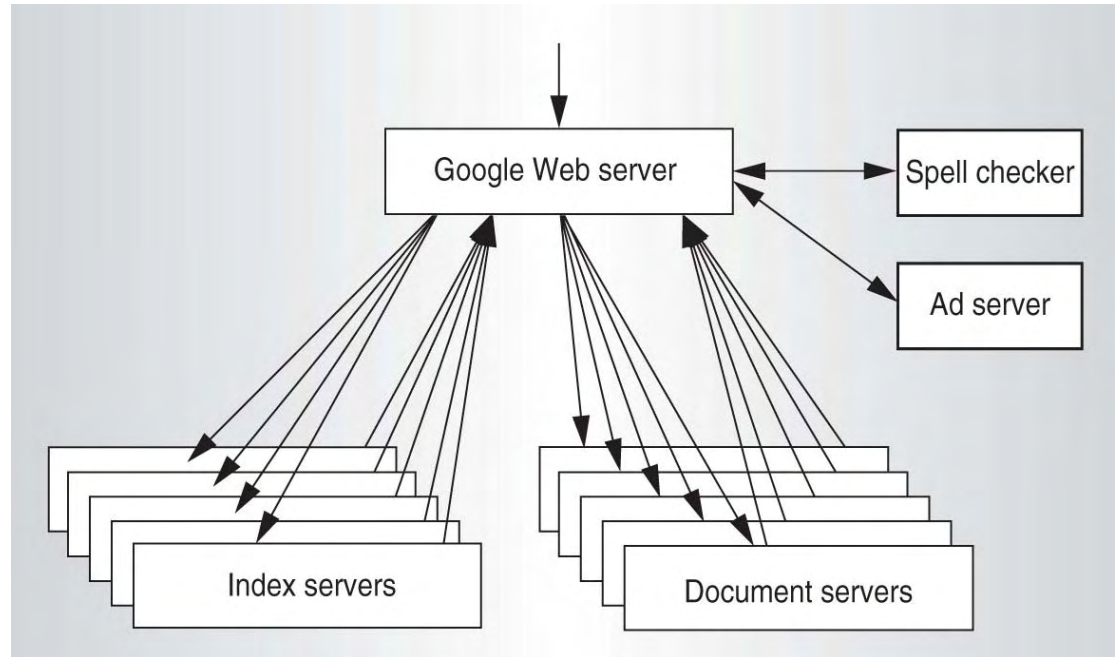 Google Web server
Spell checker
Ad server
Index servers
Document servers